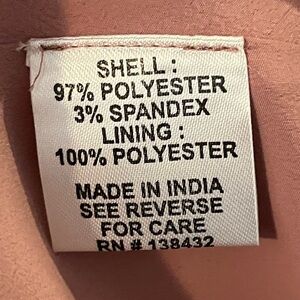 SHELL :
97% POLYESTER
3% SPANDEX
LINING :
100% POLYESTER
MADE IN INDIA
SEE REVERSE
FOR CARE
RN # 138432